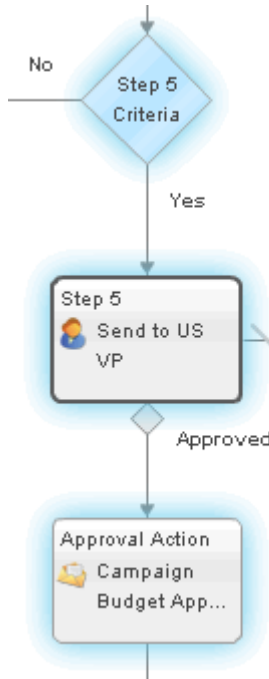 No
Step 5
Criteria
Yes
Step 5
Send to US
VP
Approved
Approval Action
Campaign
Budget App...